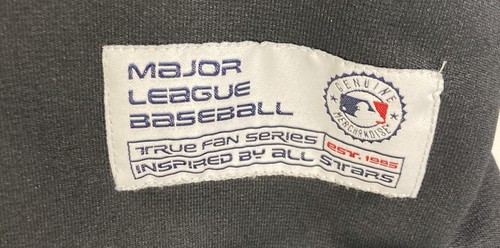 MAJOR
LEAGUE
BASEBALL
GENUINE
MERCHANDISE
TRUE FAN SERIES
EST. 1995
INSPIRED BY ALL STARS